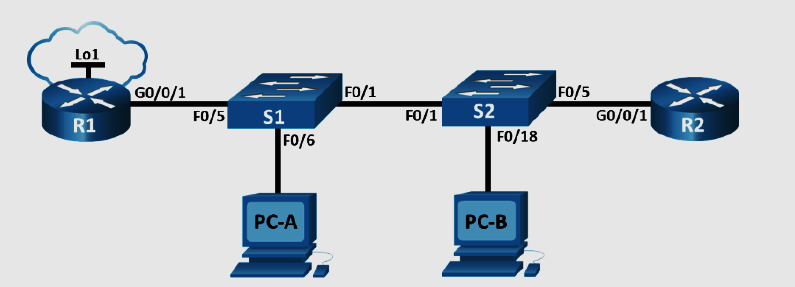 Lo1
G0/0/1
R1
F0/5
S1
F0/1
F0/6
PC-A
F0/1
S2
F0/5
F0/18
G0/0/1
R2
PC-B